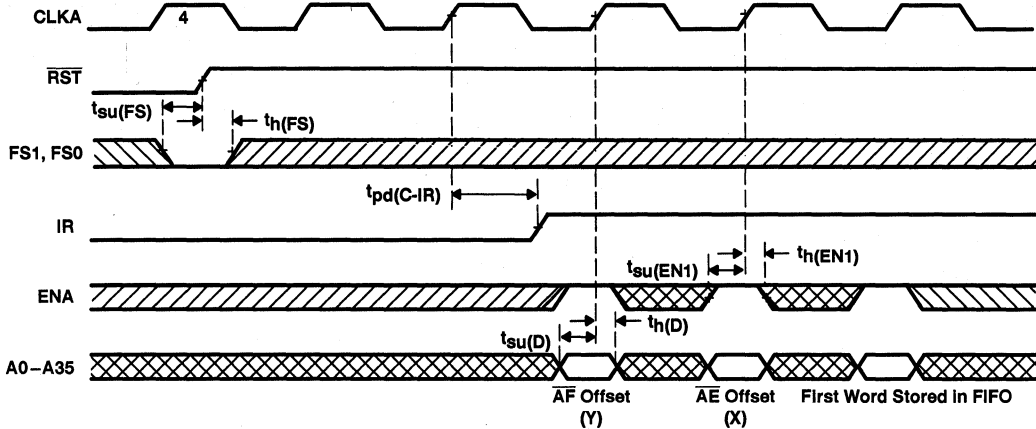 CLKA
4
RST
tsu(FS)
th(FS)
FS1, FS0
tpd(C-IR)
IR
tsu(EN1)
th(EN1)
ENA
tsu(D)
th(D)
A0–A35
AF Offset
(Y)
AE Offset
(X)
First Word Stored in FIFO